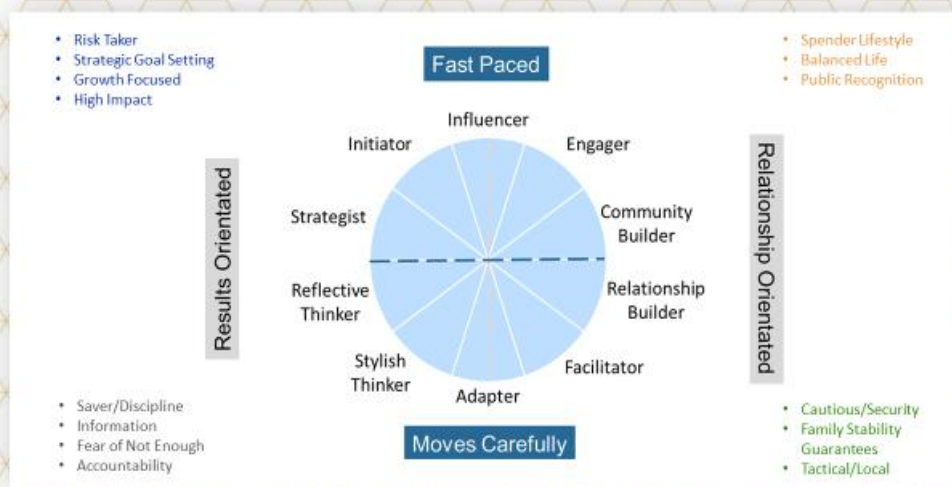 • Risk Taker
• Strategic Goal Setting
• Growth Focused
• High Impact
Fast Paced
• Spender Lifestyle
• Balanced Life
• Public Recognition
Influencer
Initiator
Engager
Strategist
Community
Builder
Results Orientated
Relationship Orientated
Reflective
Thinker
Relationship
Builder
Stylish
Thinker
Facilitator
Adapter
• Saver/Discipline
• Information
• Fear of Not Enough
• Accountability
Moves Carefully
• Cautious/Security
• Family Stability
Guarantees
• Tactical/Local